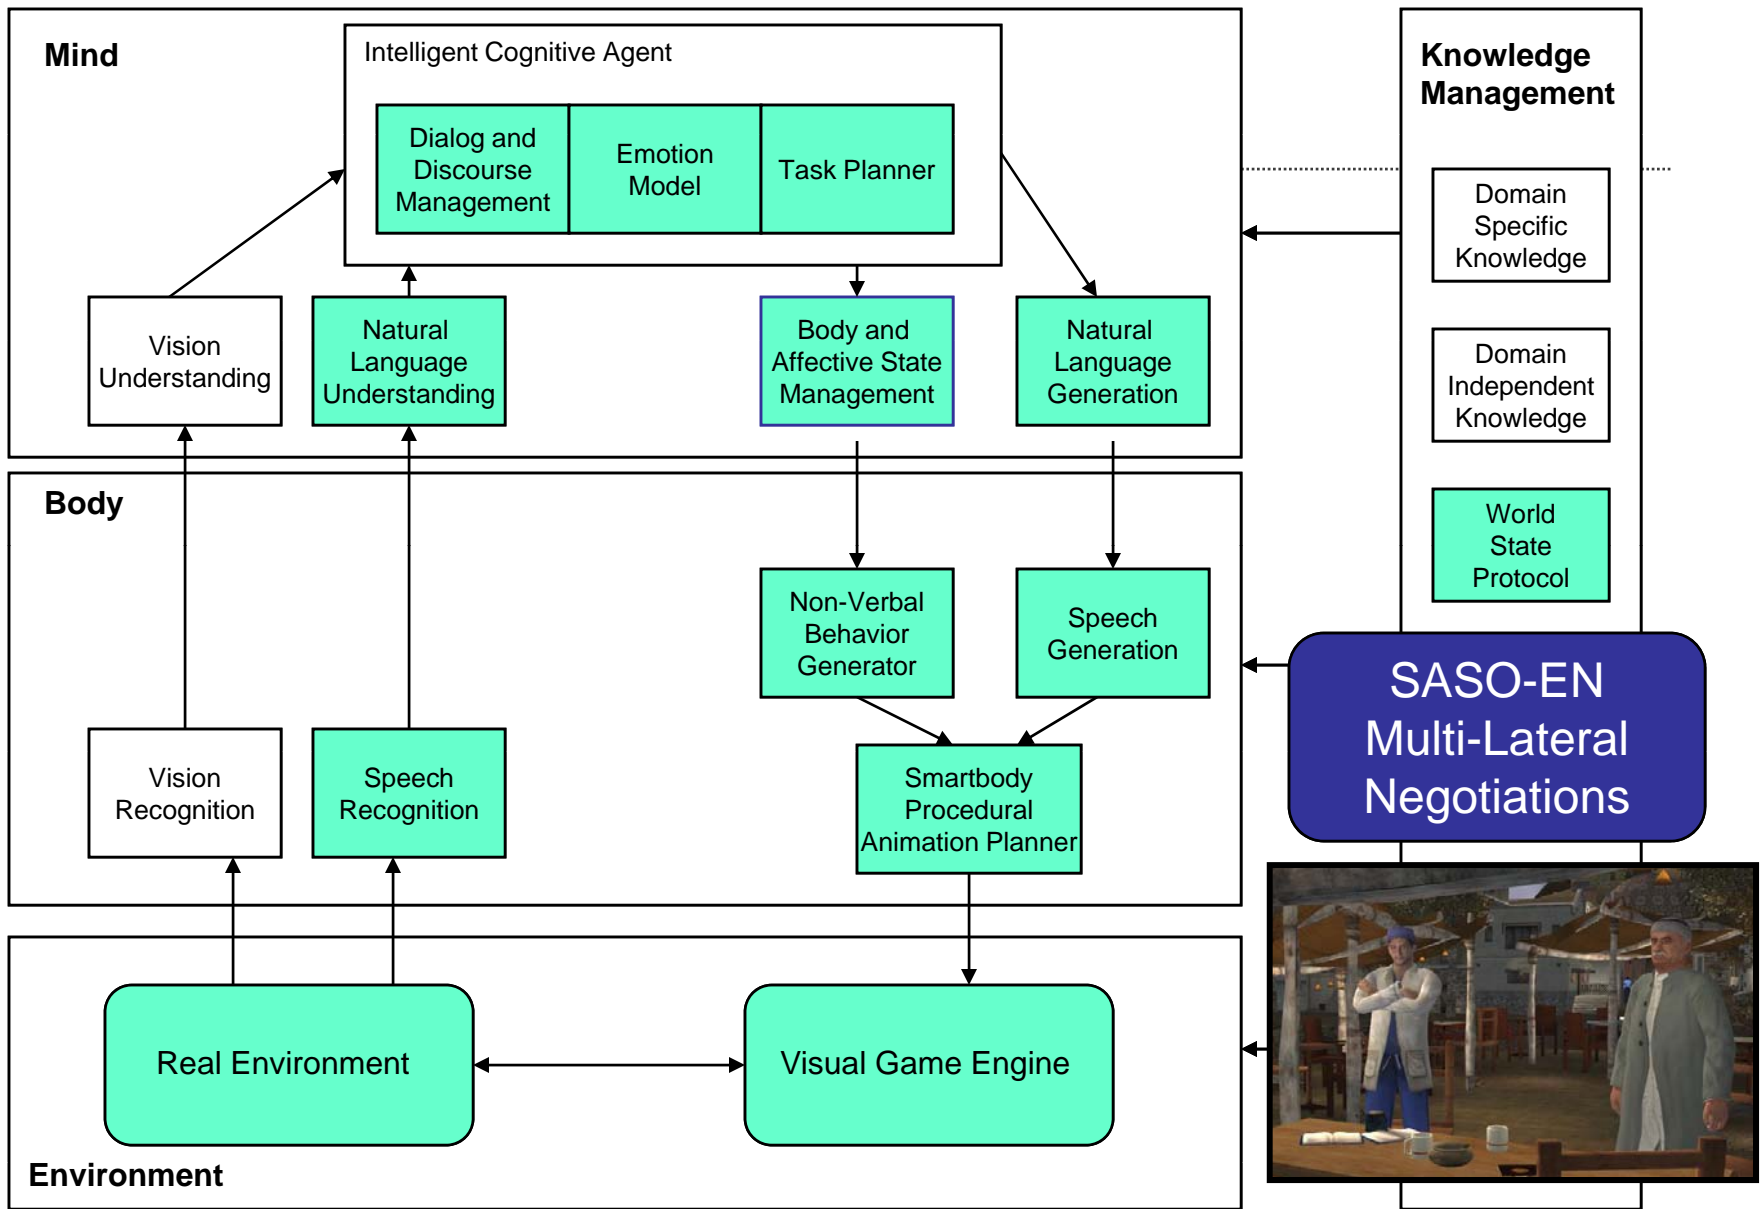 Mind
Intelligent Cognitive Agent
Dialog and
Discourse
Management
Emotion
Model
Task Planner
Vision
Understanding
Natural
Language
Understanding
Body and
Affective State
Management
Natural
Language
Generation
Knowledge
Management
Domain
Specific
Knowledge
Domain
Independent
Knowledge
World
State
Protocol
Body
Non-Verbal
Behavior
Generator
Speech
Generation
Vision
Recognition
Speech
Recognition
Smartbody
Procedural
Animation Planner
SASO-EN
Multi-Lateral
Negotiations
Real Environment
Visual Game Engine
Environment